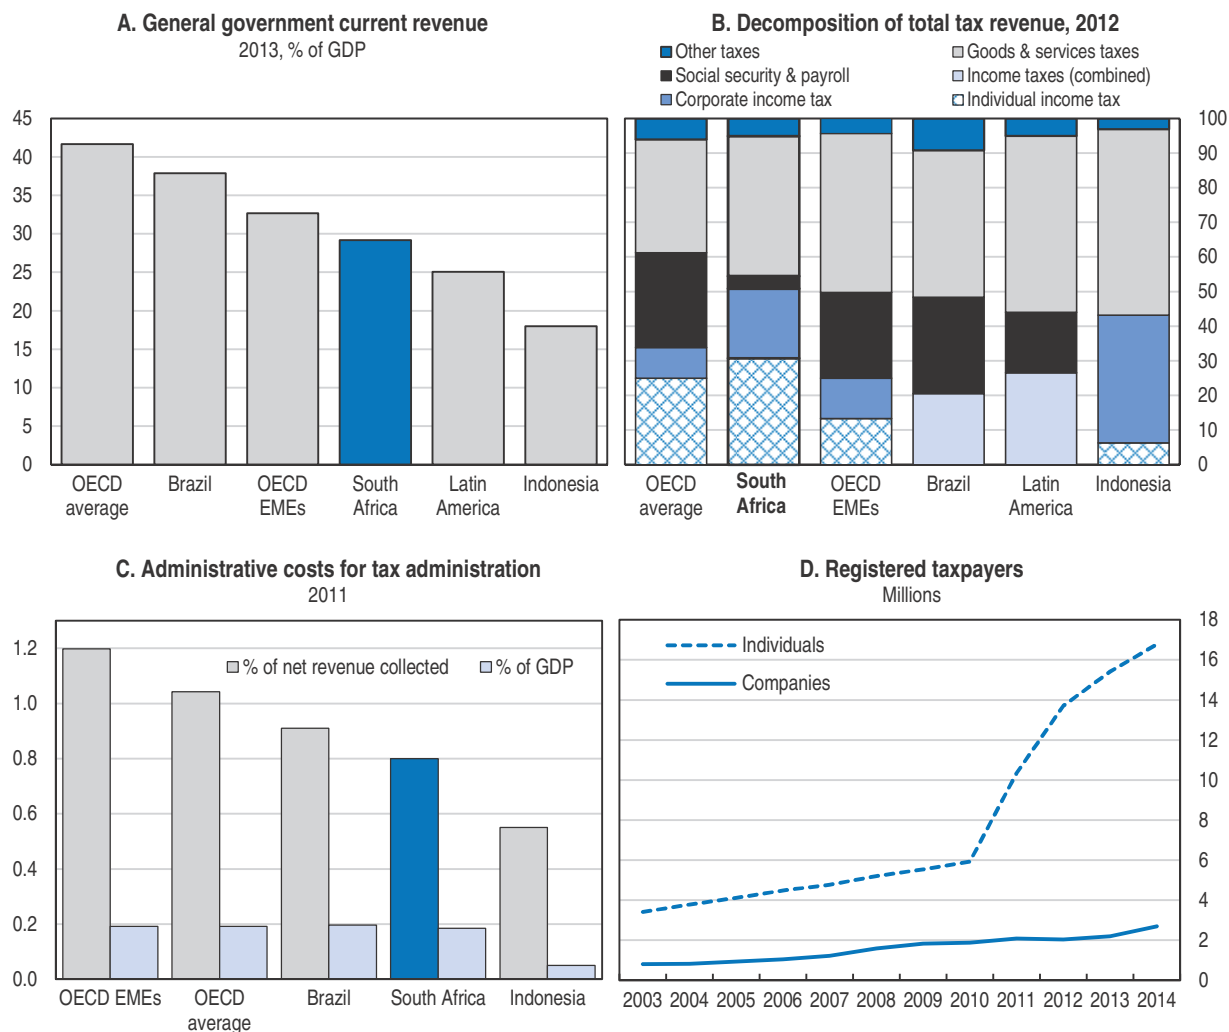 A. General government current revenue
2013, % of GDP
45
40
35
30
25
20
15
10
5
0
OECD average
Brazil
OECD EMEs
South Africa
Latin America
Indonesia
B. Decomposition of total tax revenue, 2012
Other taxes
Goods & services taxes
Social security & payroll
Income taxes (combined)
Corporate income tax
Individual income tax
100
90
80
70
60
50
40
30
20
10
0
OECD average
South Africa
OECD EMEs
Brazil
Latin America
Indonesia
C. Administrative costs for tax administration
2011
% of net revenue collected
% of GDP
1.2
1.0
0.8
0.6
0.4
0.2
0.0
OECD EMEs
OECD average
Brazil
South Africa
Indonesia
D. Registered taxpayers
Millions
Individuals
Companies
18
16
14
12
10
8
6
4
2
0
2003 2004 2005 2006 2007 2008 2009 2010 2011 2012 2013 2014